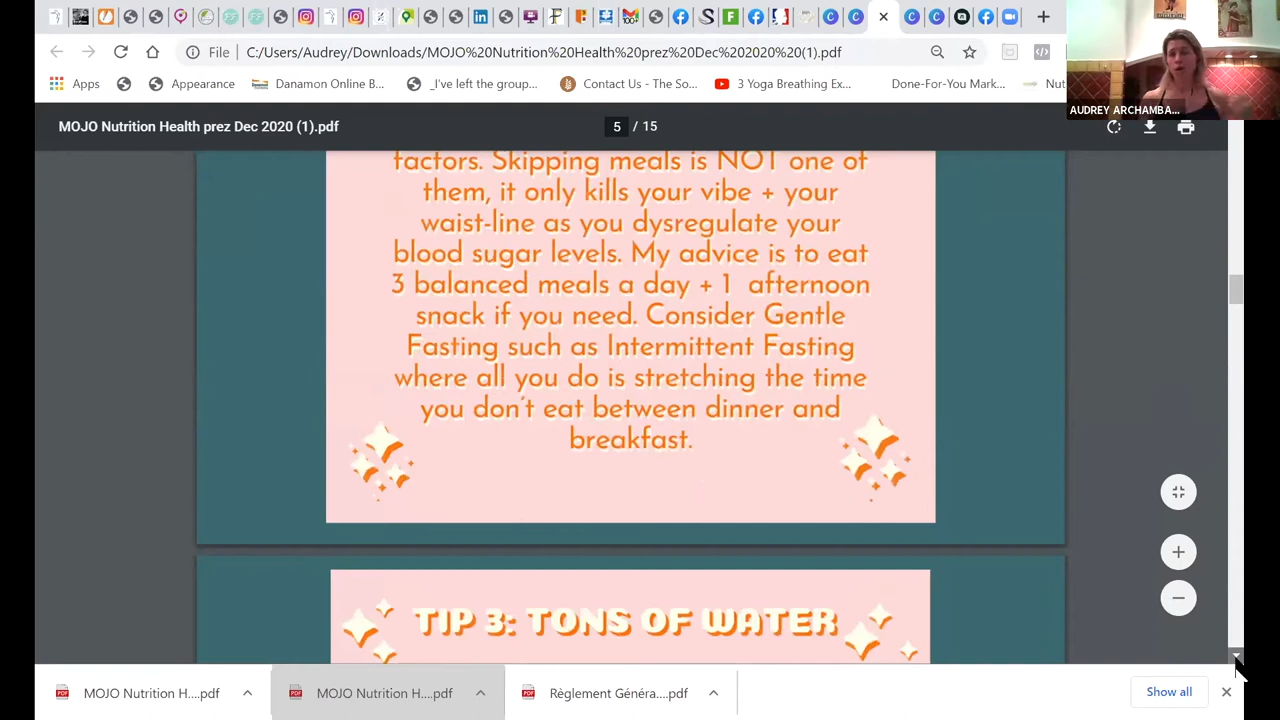 File
C:/Users/Audrey/Downloads/MOJO%20Nutrition%20Health%20prez%20Dec%202020%20(1).pdf
Apps
Appearance
Danamon Online B...
_I've left the group...
Contact Us - The So...
3 Yoga Breathing Ex...
Done-For-You Mark...
Nut
AUDREY ARCHAMBA...
MOJO Nutrition Health prez Dec 2020 (1).pdf
5 / 15
factors. Skipping meals is NOT one of
them, it only kills your vibe + your
waist-line as you dysregulate your
blood sugar levels. My advice is to eat
3 balanced meals a day + 1 afternoon
snack if you need. Consider Gentle
Fasting such as Intermittent Fasting
where all you do is stretching the time
you don't eat between dinner and
breakfast.
TIP 3: TONS OF WATER
MOJO Nutrition H....pdf
MOJO Nutrition H....pdf
Règlement Généra....pdf
Show all